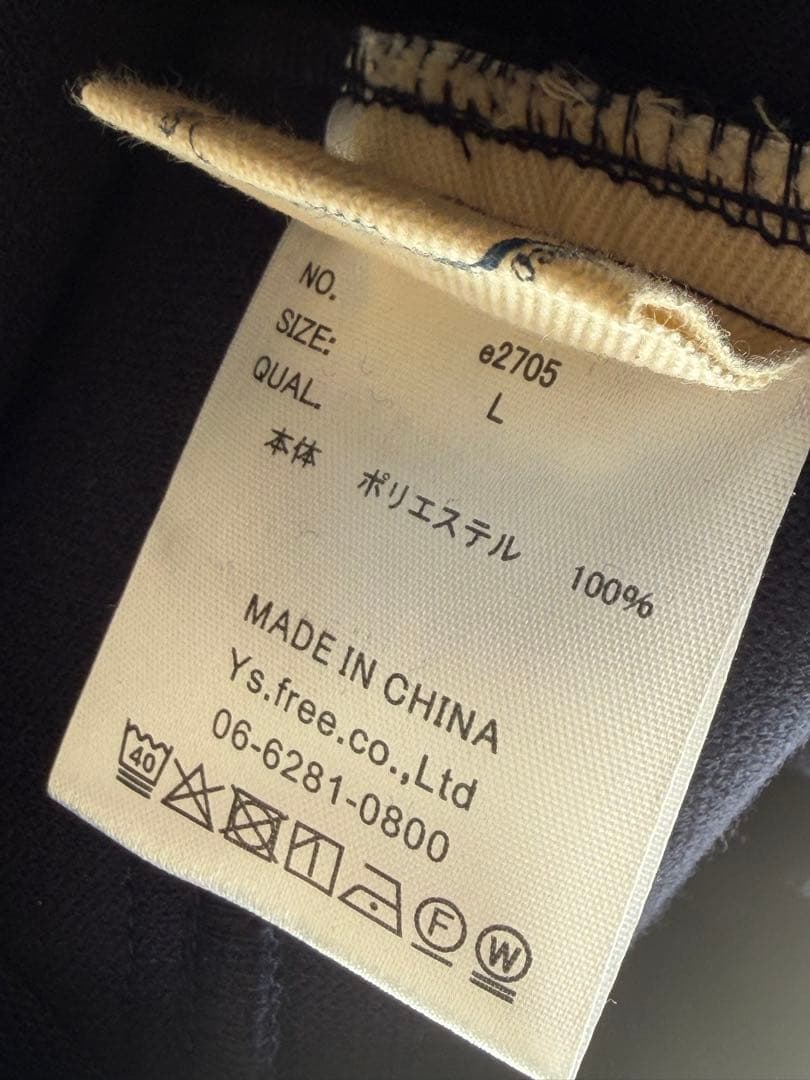 NO. e2705
SIZE: L
QUAL.
本体 ポリエステル 100%
MADE IN CHINA
Ys.free.co.,Ltd
06-6281-0800
40 F W